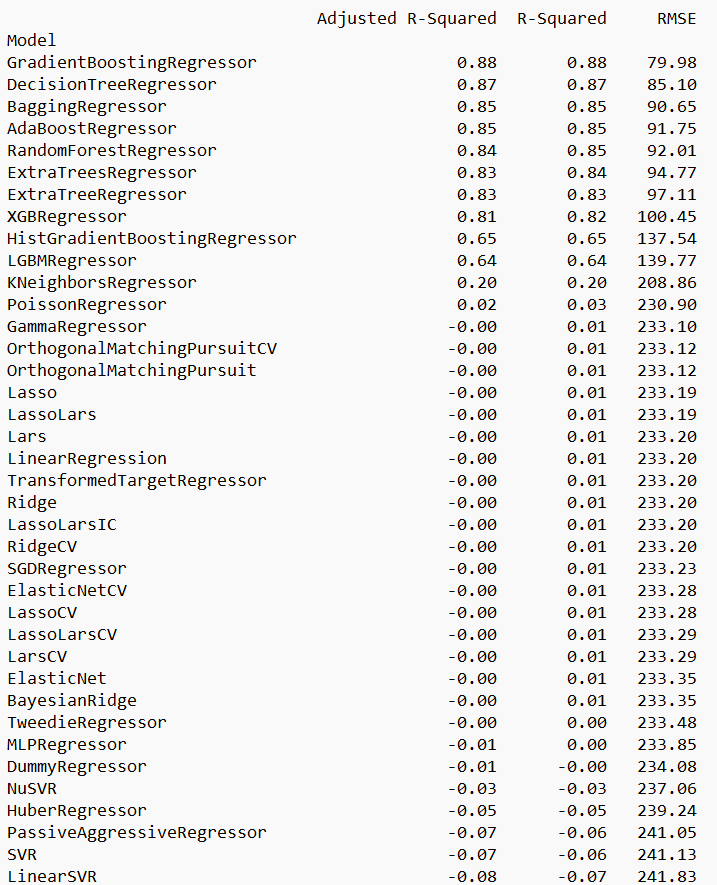 Adjusted R-Squared R-Squared RMSE
Model
GradientBoostingRegressor 0.88 0.88 79.98
DecisionTreeRegressor 0.87 0.87 85.10
BaggingRegressor 0.85 0.85 90.65
AdaBoostRegressor 0.85 0.85 91.75
RandomForestRegressor 0.84 0.85 92.01
ExtraTreesRegressor 0.83 0.84 94.77
ExtraTreeRegressor 0.83 0.83 97.11
XGBRegressor 0.81 0.82 100.45
HistGradientBoostingRegressor 0.65 0.65 137.54
LGBMRegressor 0.64 0.64 139.77
KNeighborsRegressor 0.20 0.20 208.86
PoissonRegressor 0.02 0.03 230.90
GammaRegressor -0.00 0.01 233.10
OrthogonalMatchingPursuitCV -0.00 0.01 233.12
OrthogonalMatchingPursuit -0.00 0.01 233.12
Lasso -0.00 0.01 233.19
LassoLars -0.00 0.01 233.19
Lars -0.00 0.01 233.20
LinearRegression -0.00 0.01 233.20
TransformedTargetRegressor -0.00 0.01 233.20
Ridge -0.00 0.01 233.20
LassoLarsIC -0.00 0.01 233.20
RidgeCV -0.00 0.01 233.20
SGDRegressor -0.00 0.01 233.23
ElasticNetCV -0.00 0.01 233.28
LassoCV -0.00 0.01 233.28
LassoLarsCV -0.00 0.01 233.29
LarsCV -0.00 0.01 233.29
ElasticNet -0.00 0.01 233.35
BayesianRidge -0.00 0.01 233.35
TweedieRegressor -0.00 0.00 233.48
MLPRegressor -0.01 0.00 233.85
DummyRegressor -0.01 -0.00 234.08
NuSVR -0.03 -0.03 237.06
HuberRegressor -0.05 -0.05 239.24
PassiveAggressiveRegressor -0.07 -0.06 241.05
SVR -0.07 -0.06 241.13
LinearSVR -0.08 -0.07 241.83